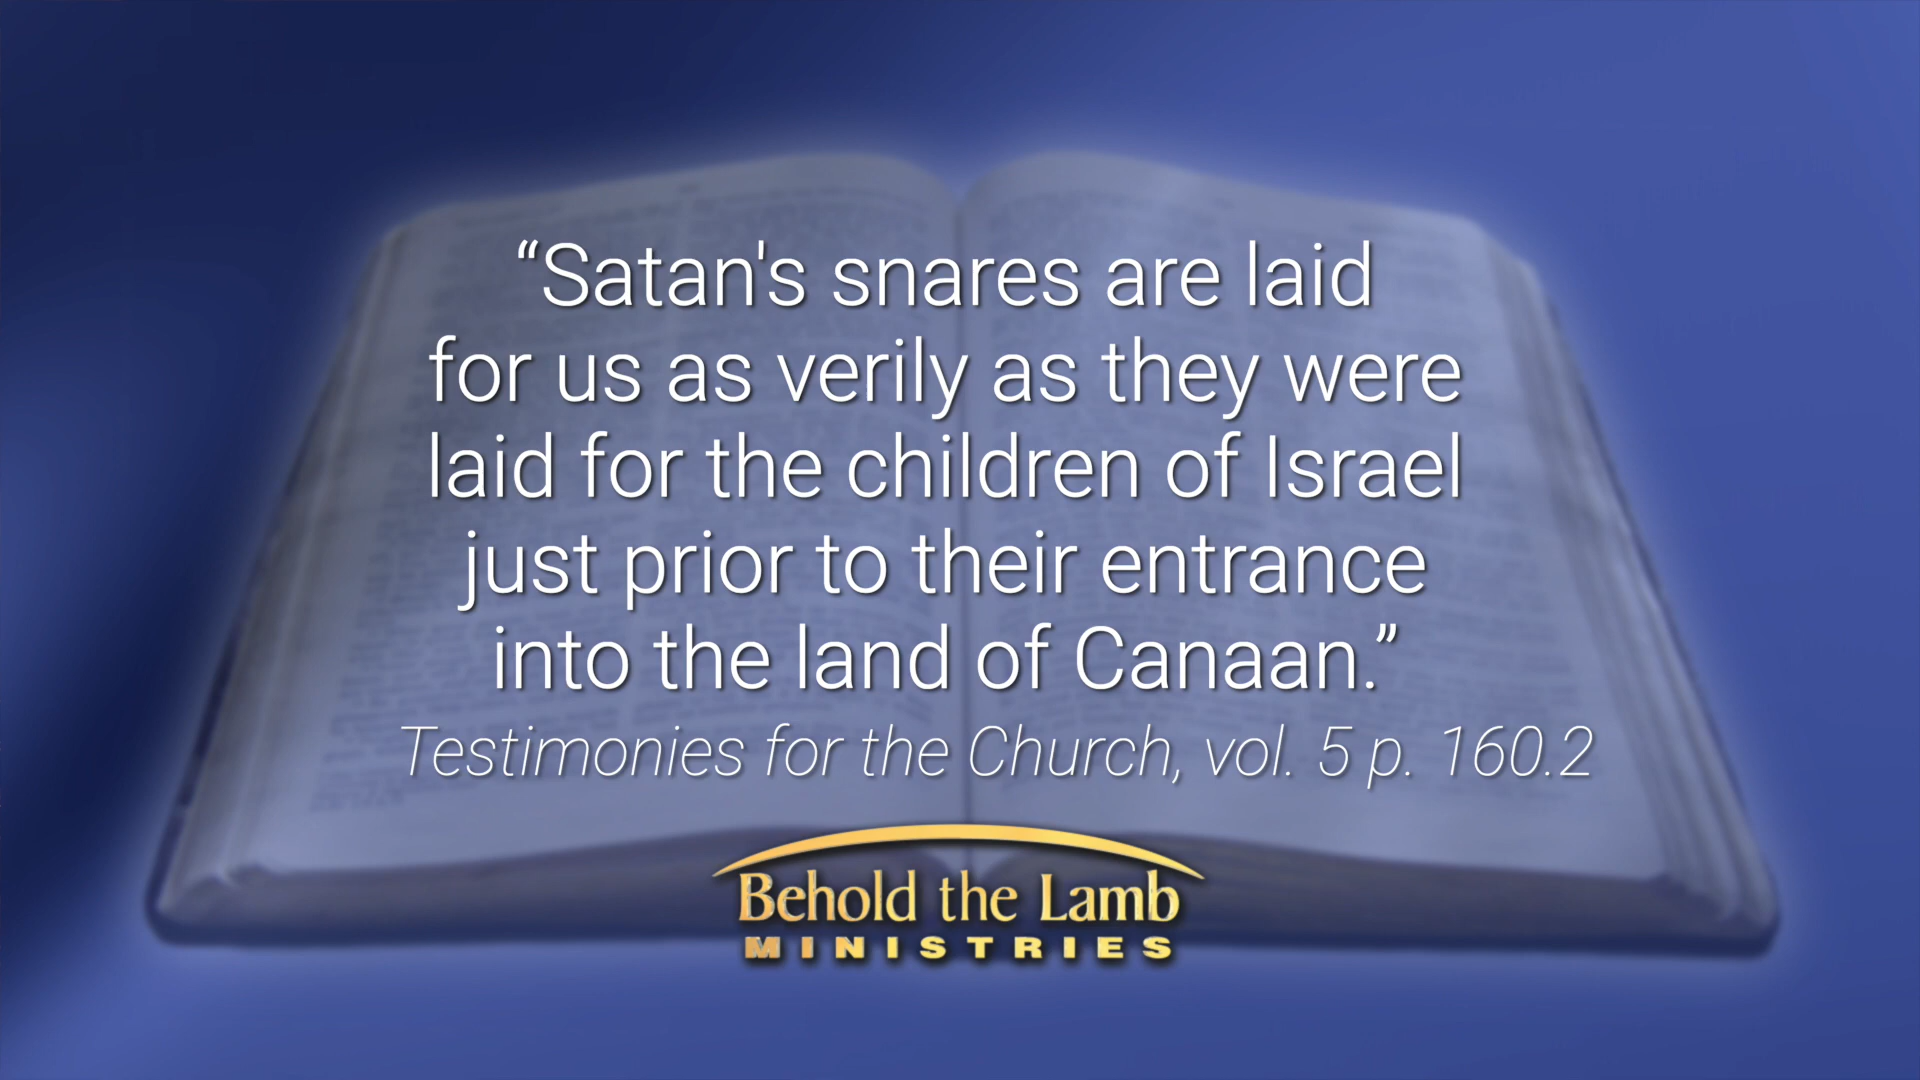 “Satan's snares are laid
for us as verily as they were
laid for the children of Israel
just prior to their entrance
into the land of Canaan.”
Testimonies for the Church, vol. 5 p. 160.2
Behold the Lamb
MINISTRIES